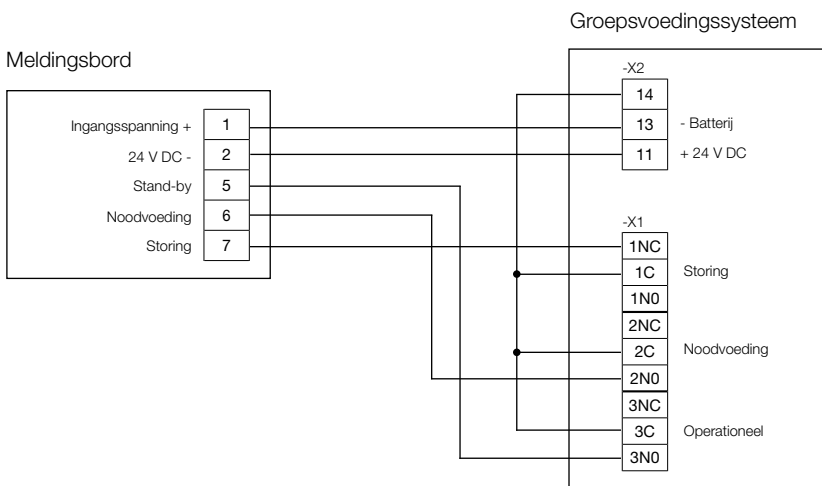 Groepsvoedingssysteem
Meldingsbord
-X2
14
Ingangsspanning + 1
13 - Batterij
24 V DC - 2
11 + 24 V DC
Stand-by 5
Noodvoeding 6
Storing 7
-X1
1NC
1C Storing
1N0
2NC
2C Noodvoeding
2N0
3NC
3C Operationeel
3N0